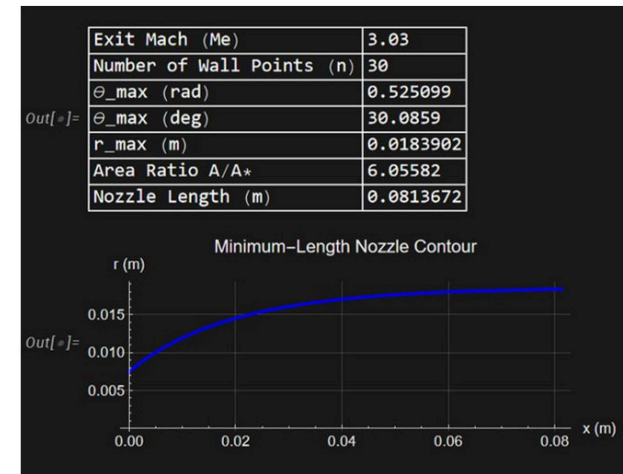 Exit Mach (Me) 3.03
Number of Wall Points (n) 30
θ_max (rad) 0.525099
Out[∘]= θ_max (deg) 30.0859
r_max (m) 0.0183902
Area Ratio A/A* 6.05582
Nozzle Length (m) 0.0813672
Minimum-Length Nozzle Contour
r (m)
0.015
Out[∘]= 0.010
0.005
0.00 0.02 0.04 0.06 0.08 x (m)